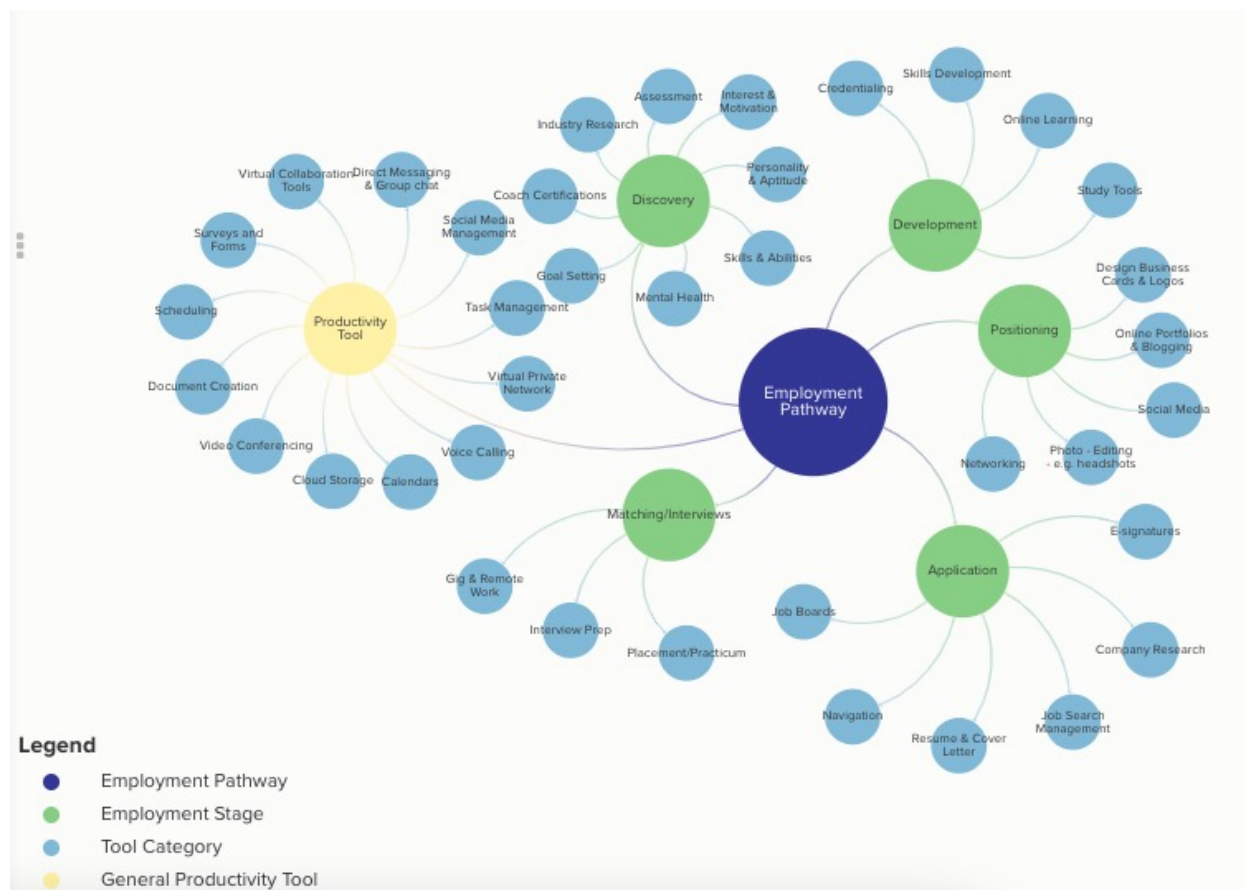 Skills Development
Credentialing
Assessment
Interest &
Motivation
Online Learning
Industry Research
Virtual Collaboration
Tools
Direct Messaging
& Group chat
Personality
& Aptitude
Study Tools
Coach Certifications
Discovery
Development
Social Media
Management
Surveys and
Forms
Skills & Abilities
Goal Setting
Design Business
Cards & Logos
Mental Health
Scheduling
Task Management
Productivity
Tool
Positioning
Online Portfolios
& Blogging
Document Creation
Virtual Private
Network
Employment
Pathway
Social Media
Video Conferencing
Voice Calling
Networking
Photo - Editing
- e.g. headshots
Cloud Storage
Calendars
Matching/Interviews
E-signatures
Application
Gig & Remote
Work
Job Boards
Interview Prep
Placement/Practicum
Company Research
Navigation
Job Search
Management
Resume & Cover
Letter
Legend
Employment Pathway
Employment Stage
Tool Category
General Productivity Tool